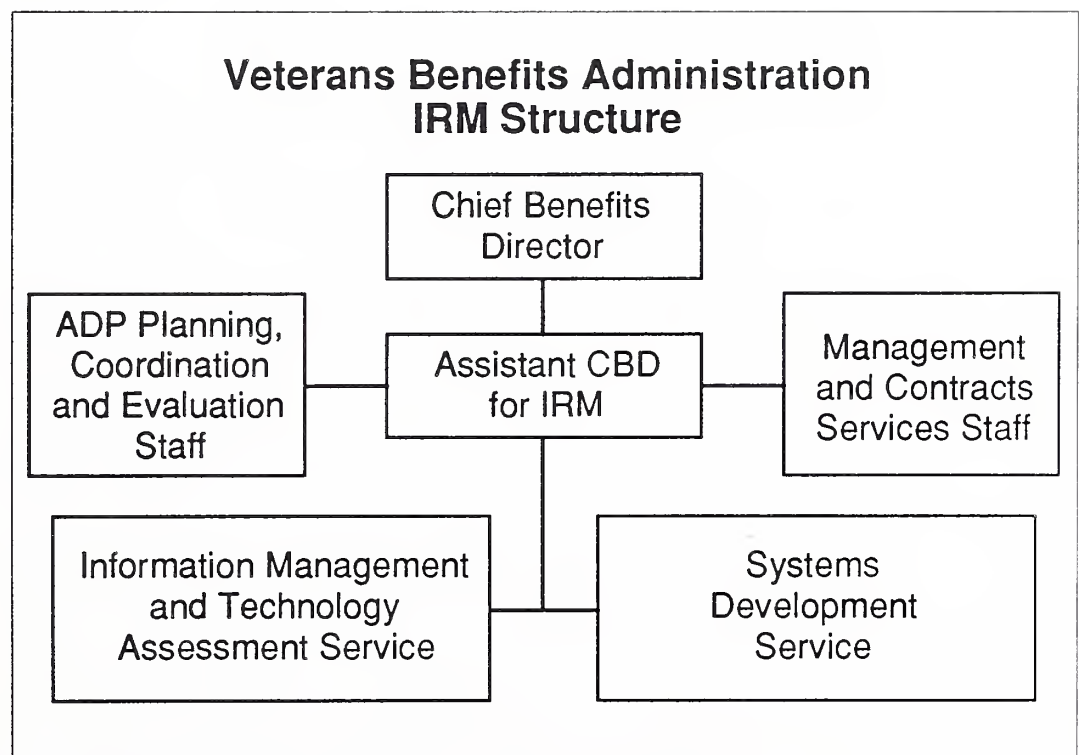 Veterans Benefits Administration
IRM Structure
Chief Benefits
Director
ADP Planning,
Coordination
and Evaluation
Staff
Assistant CBD
for IRM
Management
and Contracts
Services Staff
Information Management
and Technology
Assessment Service
Systems
Development
Service